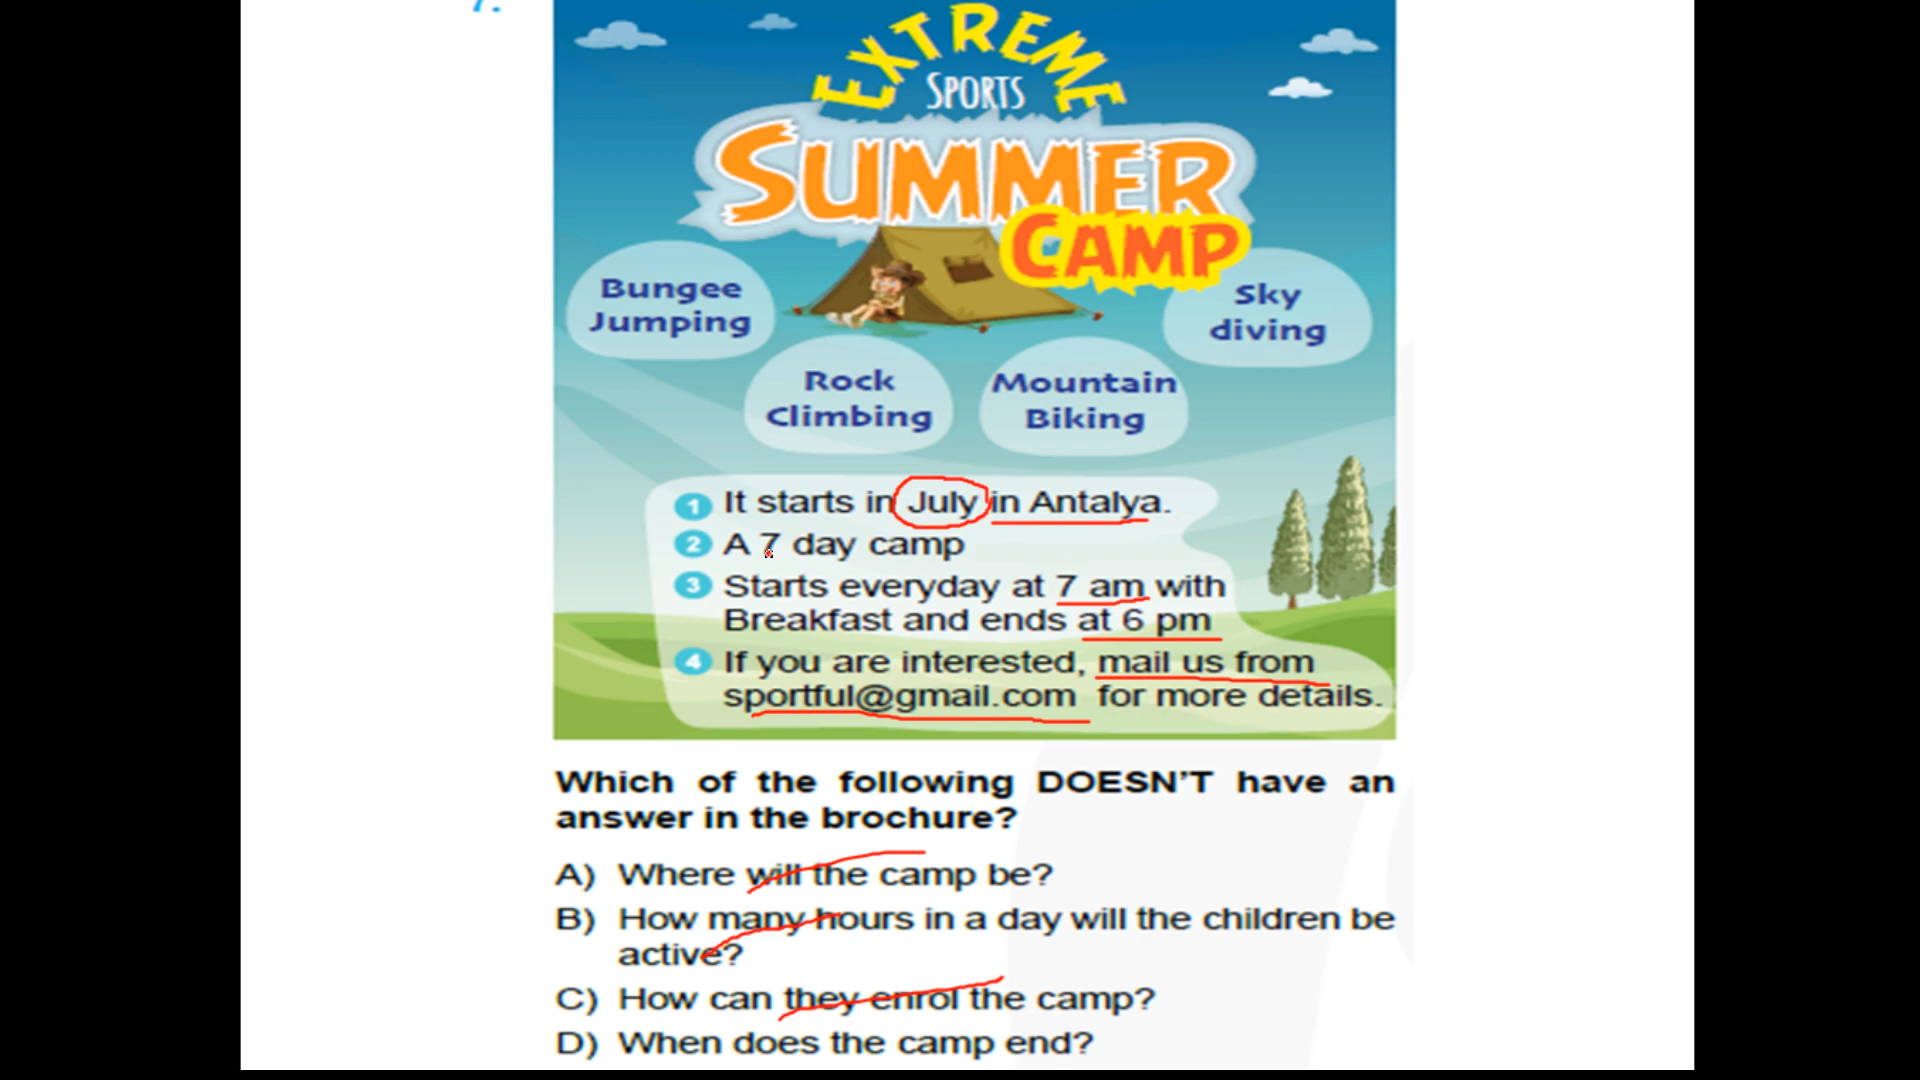 7.
EXTREME
SPORTS
SUMMER
CAMP
Bungee
Jumping
Sky
diving
Rock
Climbing
Mountain
Biking
1 It starts in July in Antalya.
2 A 7 day camp
3 Starts everyday at 7 am with
Breakfast and ends at 6 pm
4 If you are interested, mail us from
sportful@gmail.com for more details.
Which of the following DOESN'T have an
answer in the brochure?
A) Where will the camp be?
B) How many hours in a day will the children be
active?
C) How can they enrol the camp?
D) When does the camp end?